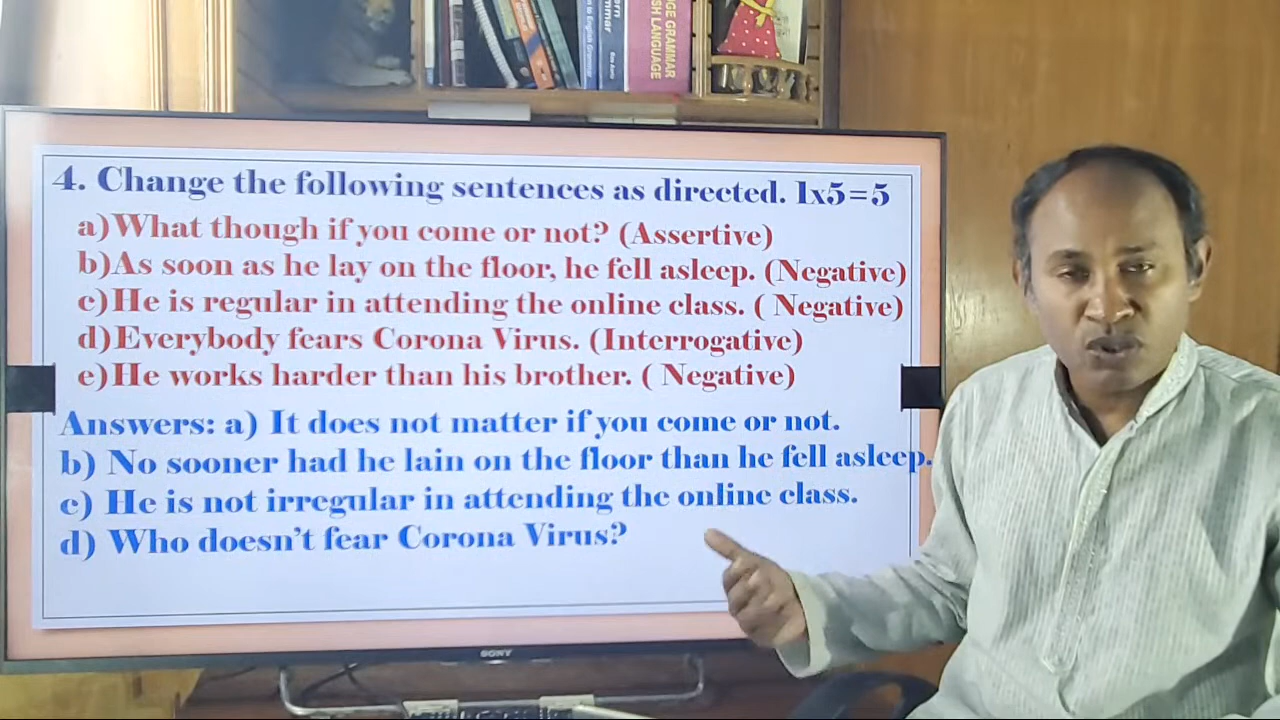 GE GRAMMAR
SH LANGUAGE
4. Change the following sentences as directed. 1x5=5
a)What though if you come or not? (Assertive)
b)As soon as he lay on the floor, he fell asleep. (Negative)
c)He is regular in attending the online class. ( Negative)
d)Everybody fears Corona Virus. (Interrogative)
e)He works harder than his brother. ( Negative)
Answers: a) It does not matter if you come or not.
b) No sooner had he lain on the floor than he fell asleep.
c) He is not irregular in attending the online class.
d) Who doesn't fear Corona Virus?
SONY